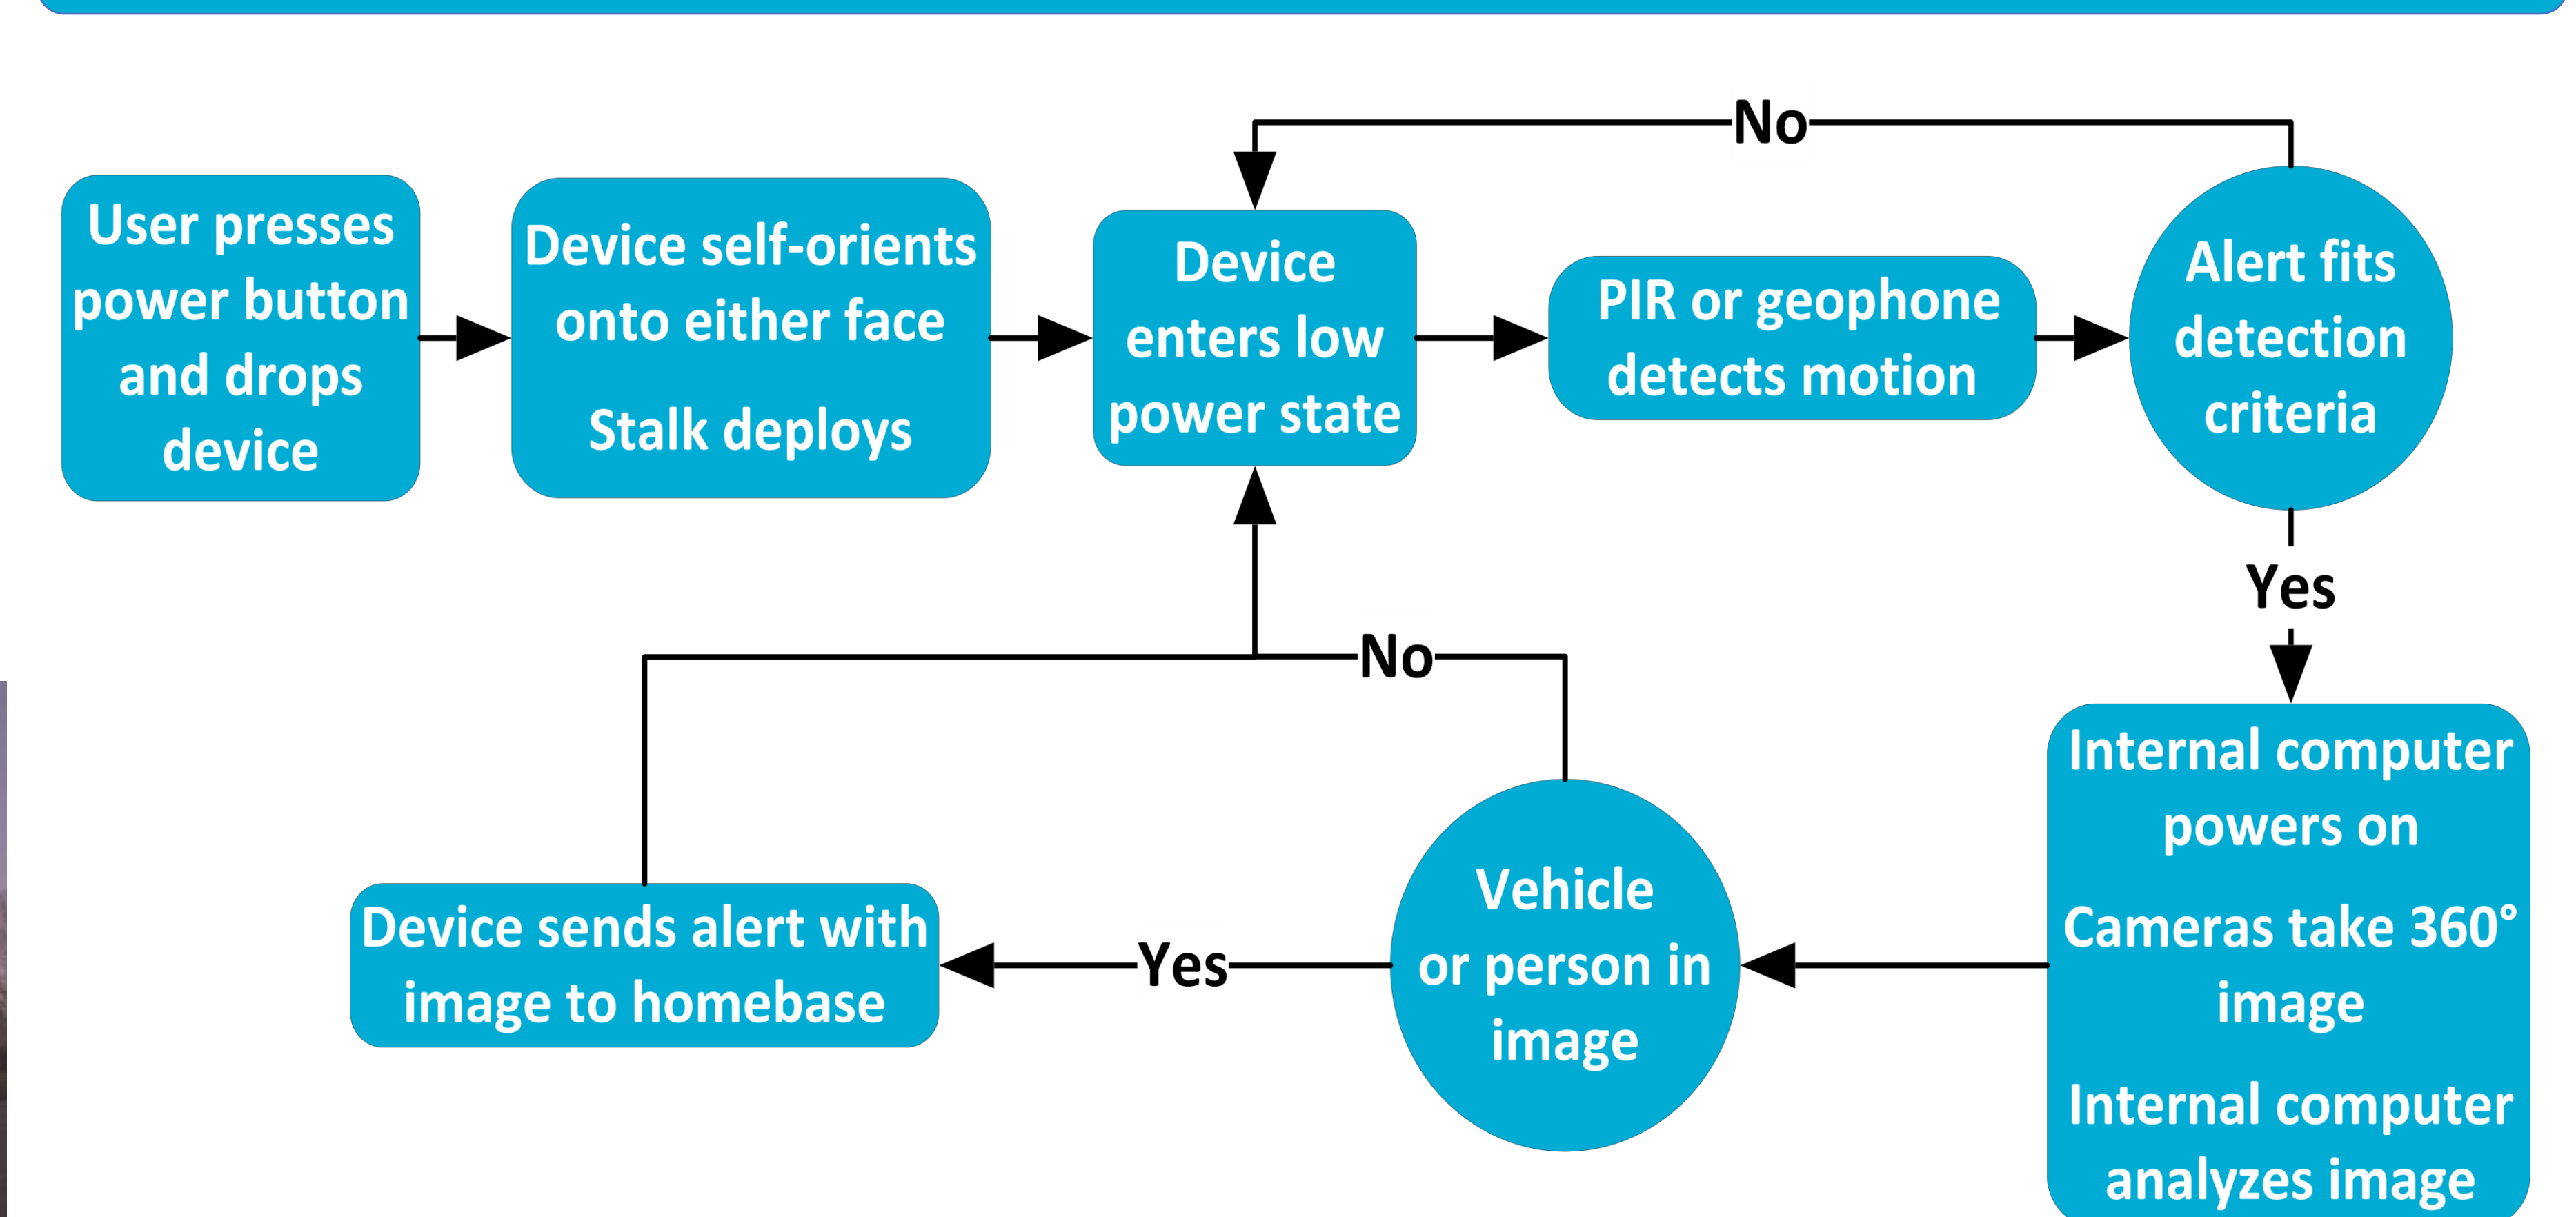 No
User presses
power button
and drops
device
Device self-orients
onto either face
Stalk deploys
Device
enters low
power state
PIR or geophone
detects motion
Alert fits
detection
criteria
Yes
No
Internal computer
powers on
Cameras take 360°
image
Internal computer
analyzes image
Vehicle
or person in
image
Yes
Device sends alert with
image to homebase